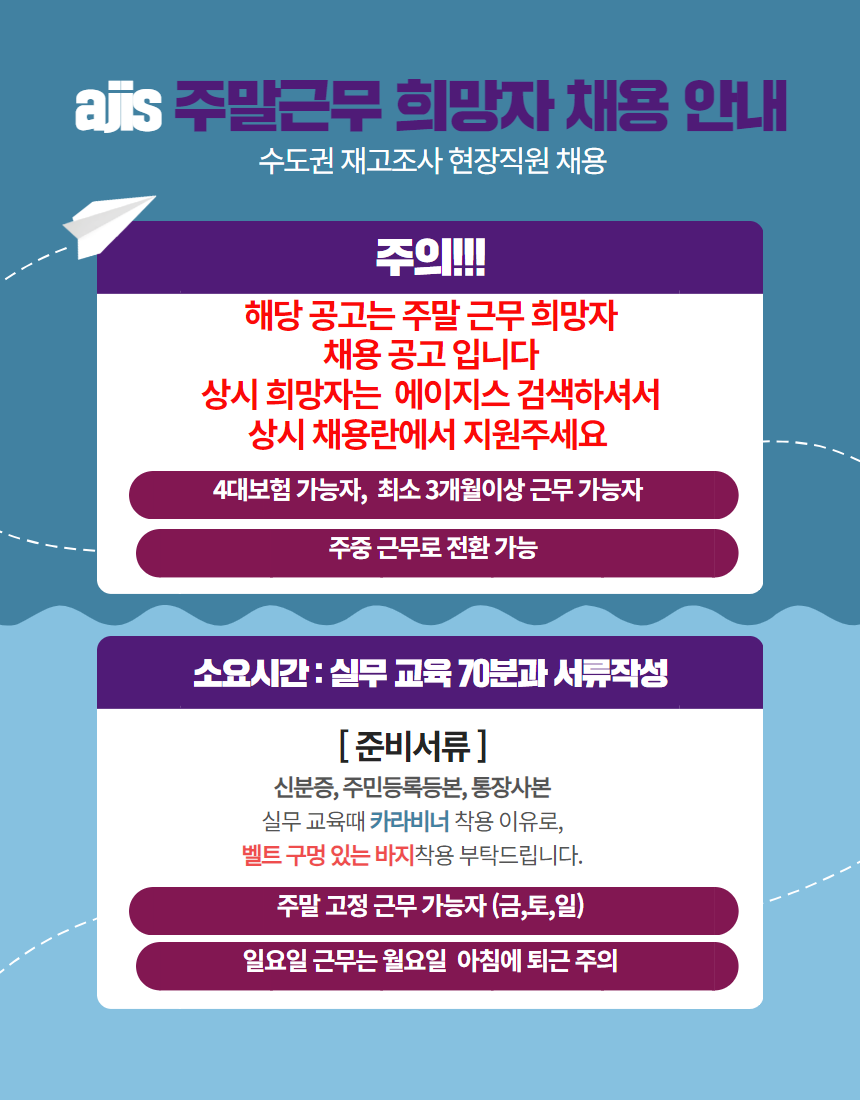 ajis 주말근무 희망자 채용 안내
수도권 재고조사 현장직원 채용
주의!!!
해당 공고는 주말 근무 희망자
채용 공고 입니다
상시 희망자는 에이지스 검색하셔서
상시 채용란에서 지원주세요
4대보험 가능자, 최소 3개월이상 근무 가능자
주중 근무로 전환 가능
소요시간 : 실무 교육 70분과 서류작성
[ 준비서류 ]
신분증, 주민등록등본, 통장사본
실무 교육때 카라비너 착용 이유로,
벨트 구멍 있는 바지착용 부탁드립니다.
주말 고정 근무 가능자 (금,토,일)
일요일 근무는 월요일 아침에 퇴근 주의